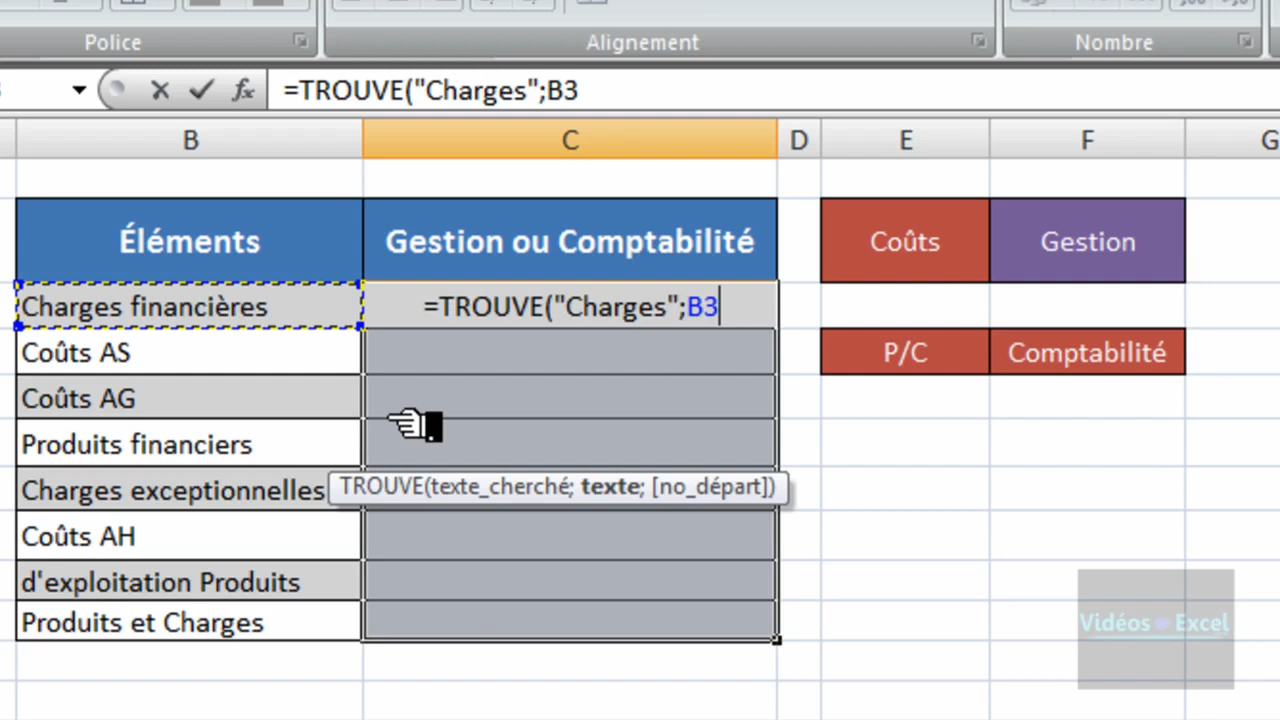 Police
Alignement
Nombre
=TROUVE("Charges";B3
B
C
D
E
F
G
Éléments
Gestion ou Comptabilité
Coûts
Gestion
Charges financières
=TROUVE("Charges";B3
Coûts AS
P/C
Comptabilité
Coûts AG
Produits financiers
Charges exceptionnelles
TROUVE(texte_cherché; texte; [no_départ])
Coûts AH
d'exploitation Produits
Produits et Charges
Vidéos Excel